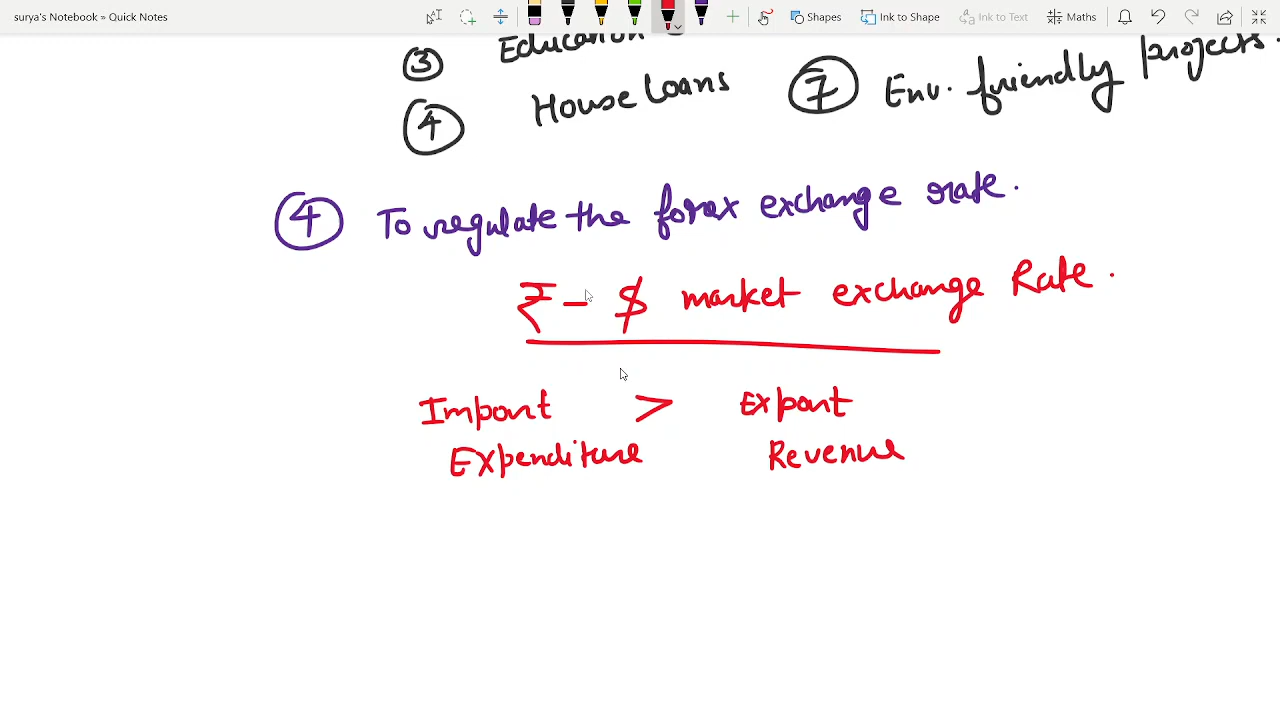 surya's Notebook » Quick Notes
Shapes Ink to Shape Ink to Text Maths
③ Education
④ House Loans ⑦ Env. friendly projects.
④ To regulate the forex exchange rate.
₹ – $ market exchange Rate.
Import > Export
Expenditure Revenue